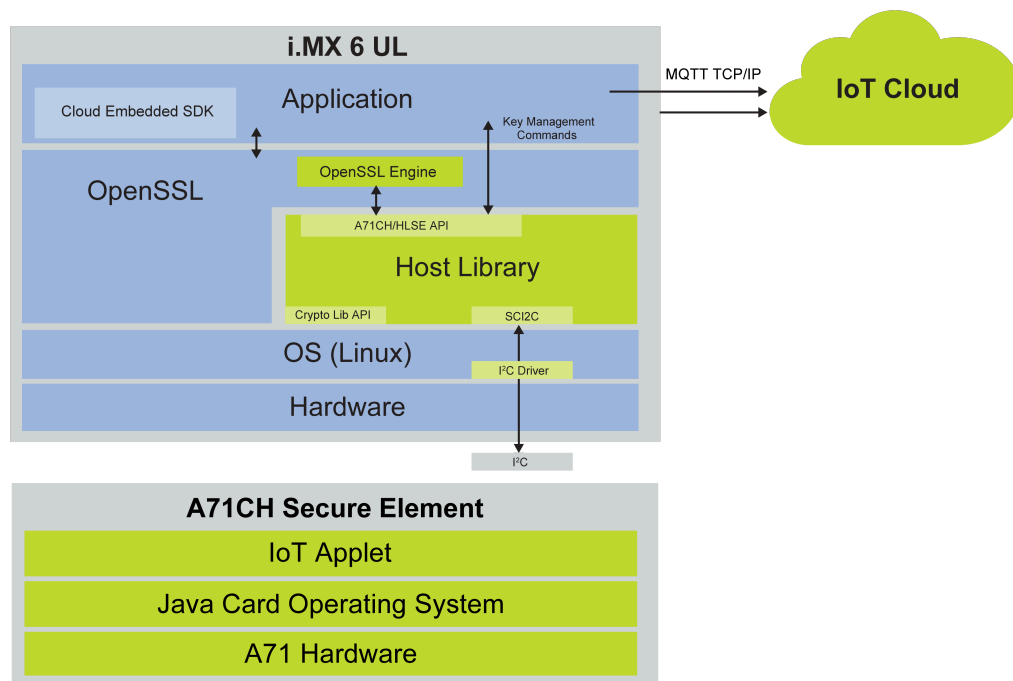 i.MX 6 UL
Cloud Embedded SDK
Application
MQTT TCP/IP
IoT Cloud
Key Management
Commands
OpenSSL
OpenSSL Engine
A71CH/HLSE API
Host Library
Crypto Lib API
SCI2C
OS (Linux)
I²C Driver
Hardware
I²C
A71CH Secure Element
IoT Applet
Java Card Operating System
A71 Hardware